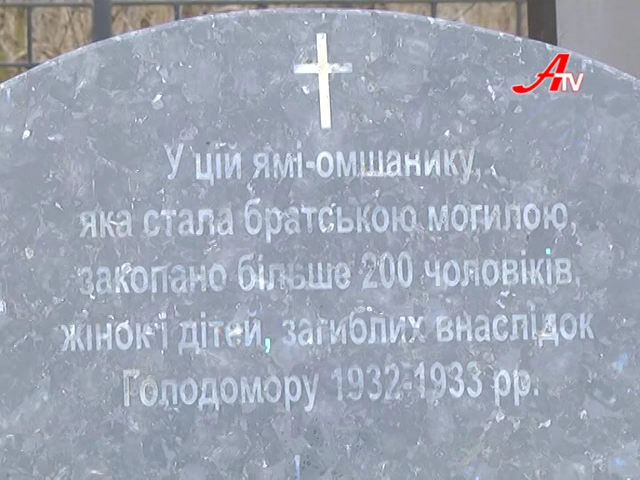 АTV
У цій ямі-омшанику,
яка стала братською могилою,
закопано більше 200 чоловіків,
жінок і дітей, загиблих внаслідок
Голодомору 1932-1933 рр.